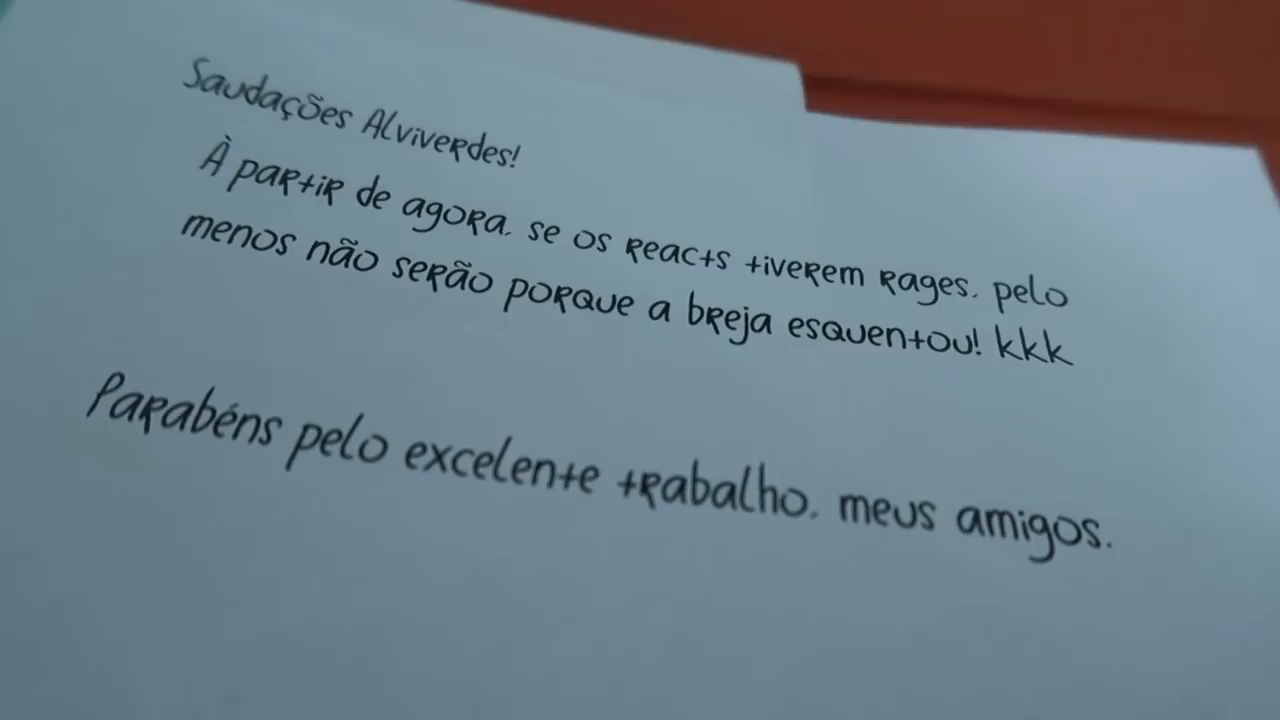 Saudações Alviverdes!
À partir de agora, se os reacts tiverem rages, pelo
menos não serão porque a breja esquentou! kkk
Parabéns pelo excelente trabalho, meus amigos.